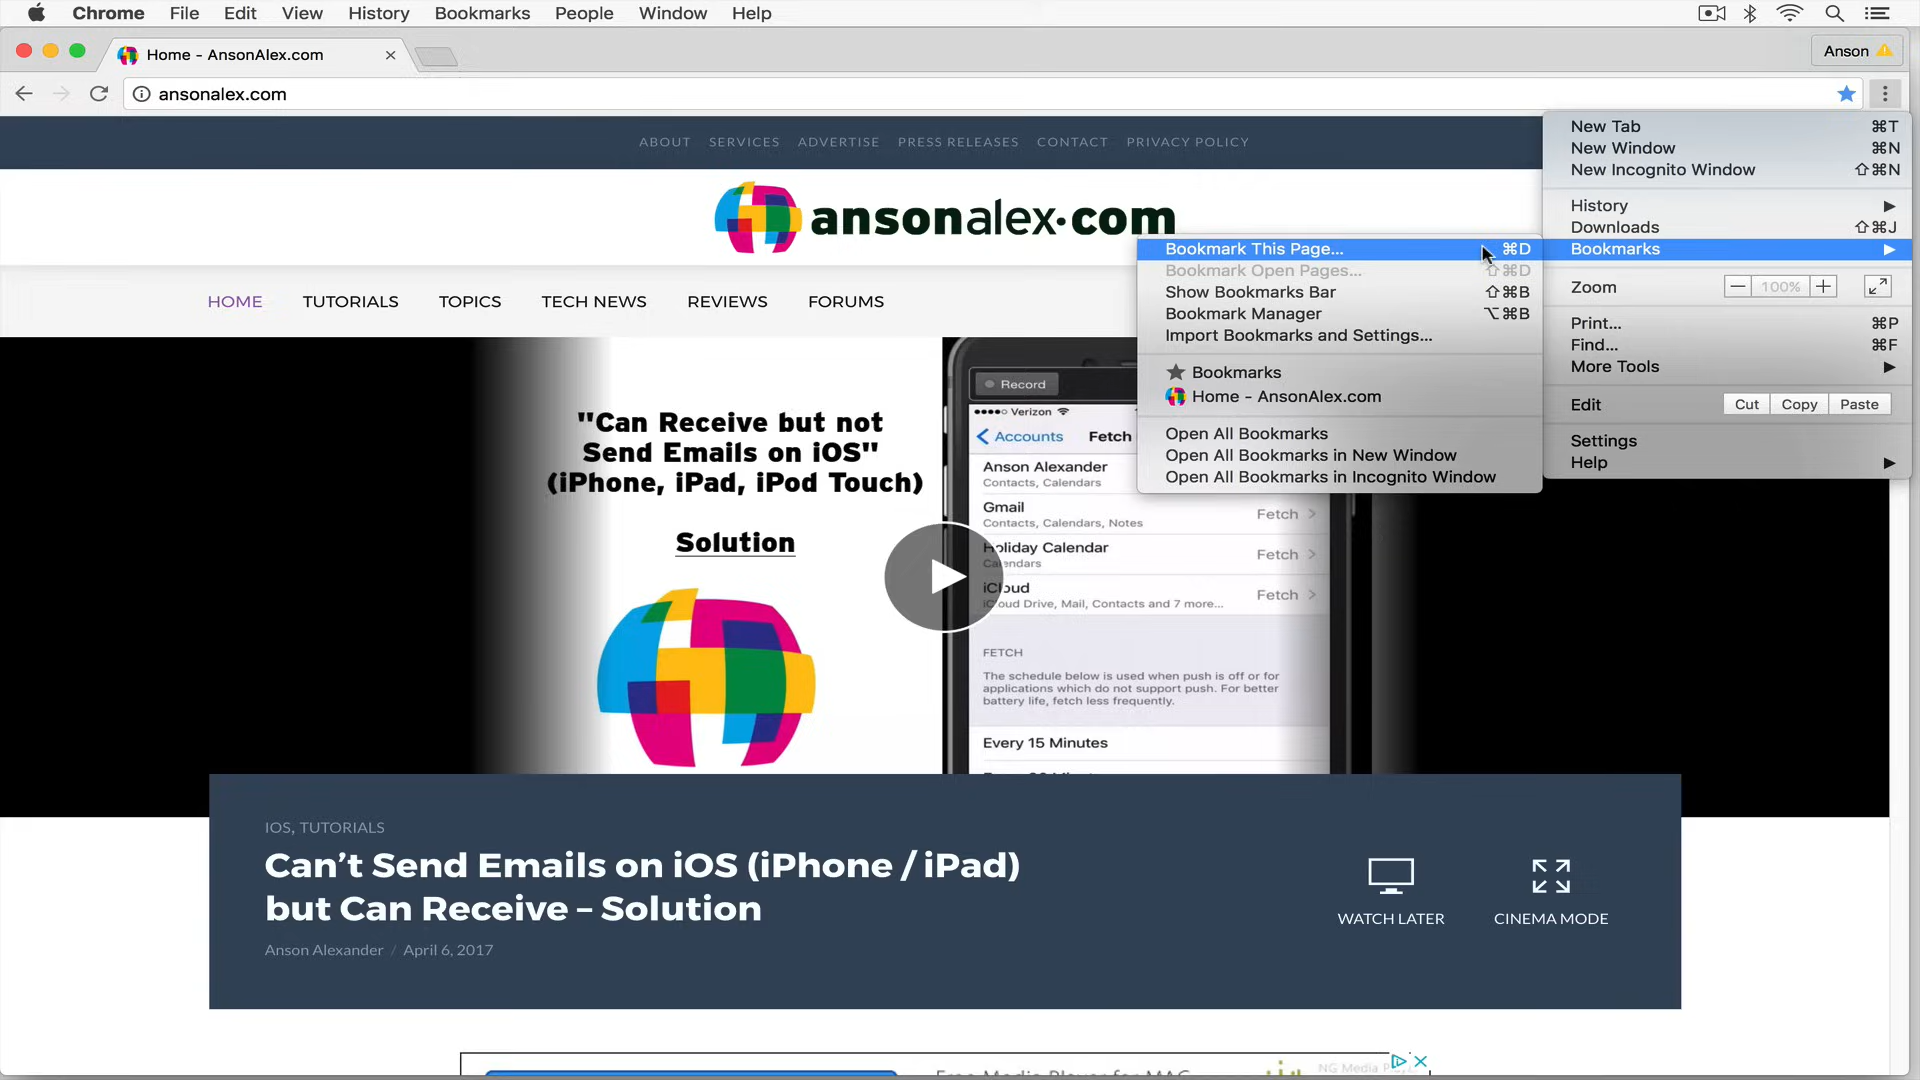 Chrome File Edit View History Bookmarks People Window Help
Home - AnsonAlex.com
Anson
ansonalex.com
ABOUT SERVICES ADVERTISE PRESS RELEASES CONTACT PRIVACY POLICY
ansonalex.com
HOME TUTORIALS TOPICS TECH NEWS REVIEWS FORUMS
New Tab ⌘T
New Window ⌘N
New Incognito Window ⇧⌘N
History
Downloads ⇧⌘J
Bookmarks
Zoom 100%
Print... ⌘P
Find... ⌘F
More Tools
Edit Cut Copy Paste
Settings
Help
Bookmark This Page... ⌘D
Bookmark Open Pages... ⇧⌘D
Show Bookmarks Bar ⇧⌘B
Bookmark Manager ⌥⌘B
Import Bookmarks and Settings...
Bookmarks
Home - AnsonAlex.com
Open All Bookmarks
Open All Bookmarks in New Window
Open All Bookmarks in Incognito Window
"Can Receive but not
Send Emails on iOS"
(iPhone, iPad, iPod Touch)
Solution
Record
Verizon
Accounts Fetch
Anson Alexander
Contacts, Calendars
Gmail
Contacts, Calendars, Notes
Fetch
Holiday Calendar
Calendars
Fetch
iCloud
iCloud Drive, Mail, Contacts and 7 more...
Fetch
FETCH
The schedule below is used when push is off or for
applications which do not support push. For better
battery life, fetch less frequently.
Every 15 Minutes
IOS, TUTORIALS
Can’t Send Emails on iOS (iPhone / iPad)
but Can Receive – Solution
Anson Alexander / April 6, 2017
WATCH LATER
CINEMA MODE
Free Media Player for MAC
NG Media